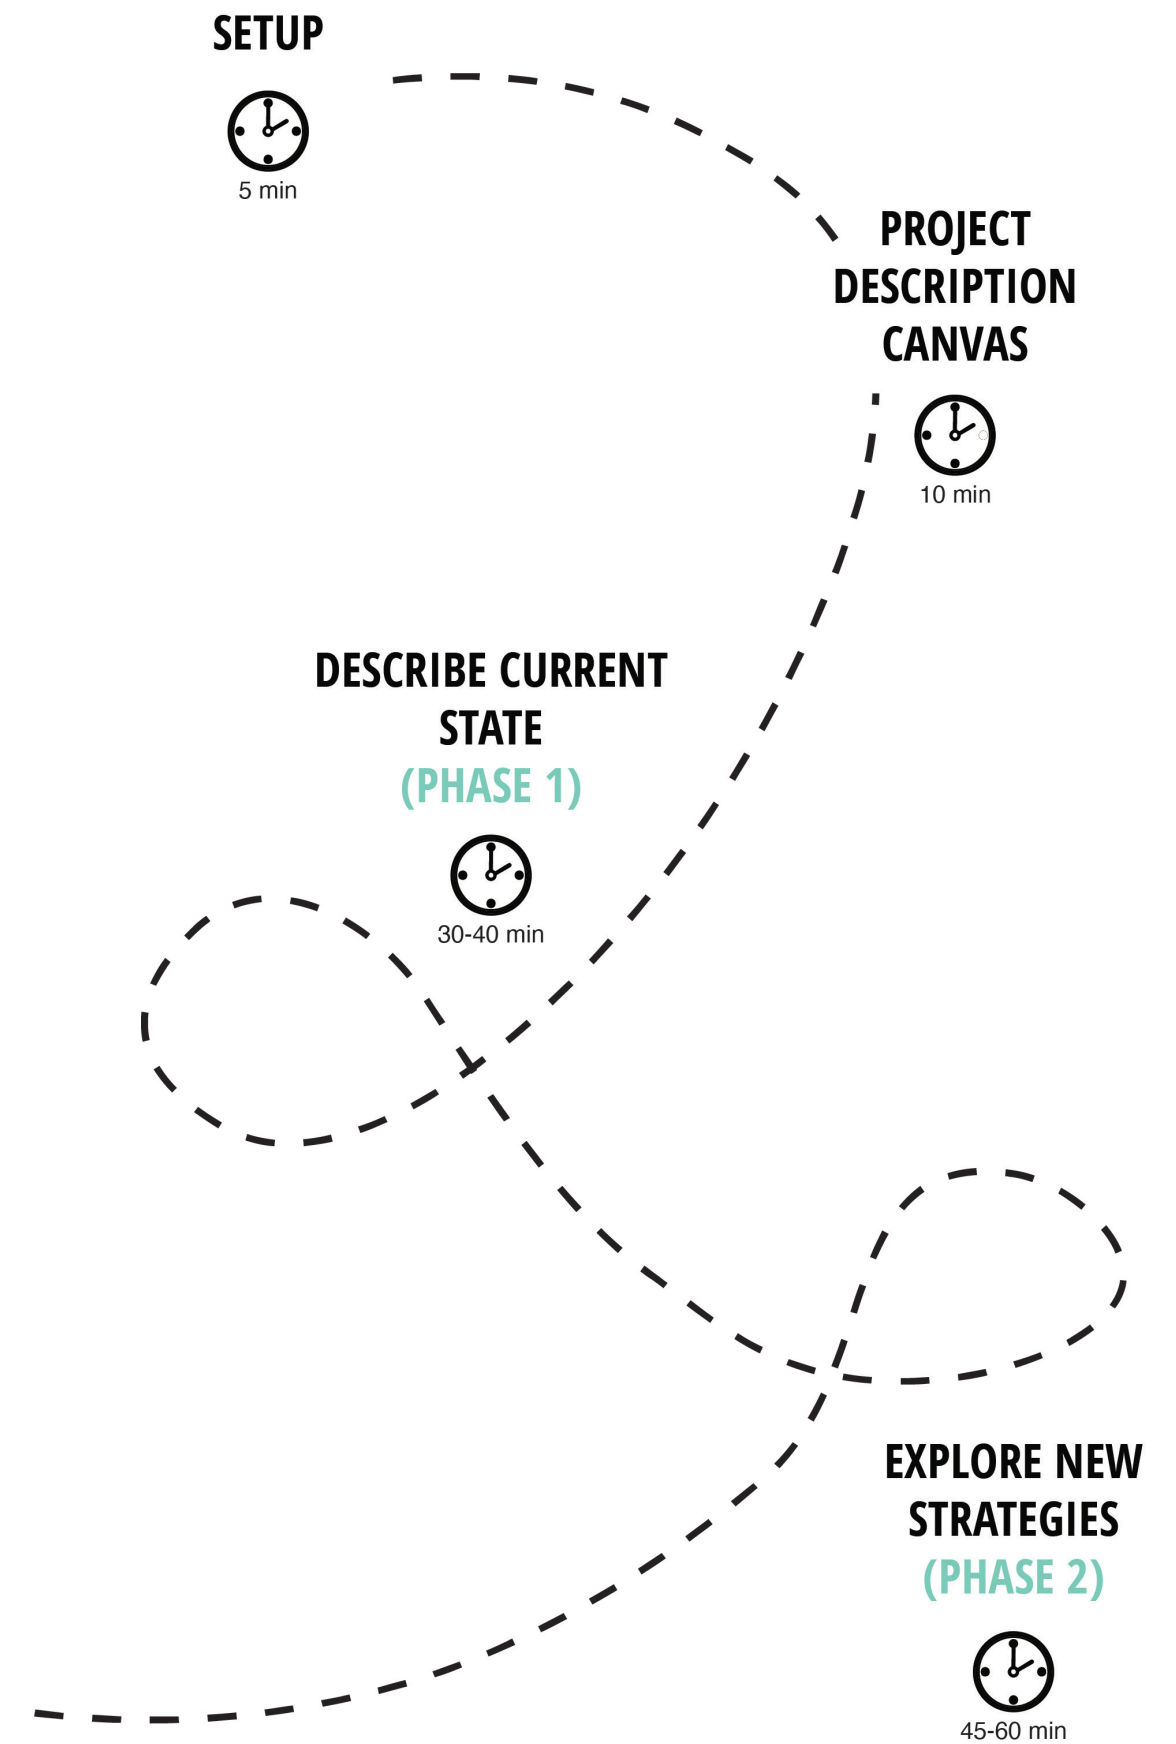 SETUP
5 min
PROJECT
DESCRIPTION
CANVAS
10 min
DESCRIBE CURRENT
STATE
(PHASE 1)
30-40 min
EXPLORE NEW
STRATEGIES
(PHASE 2)
45-60 min